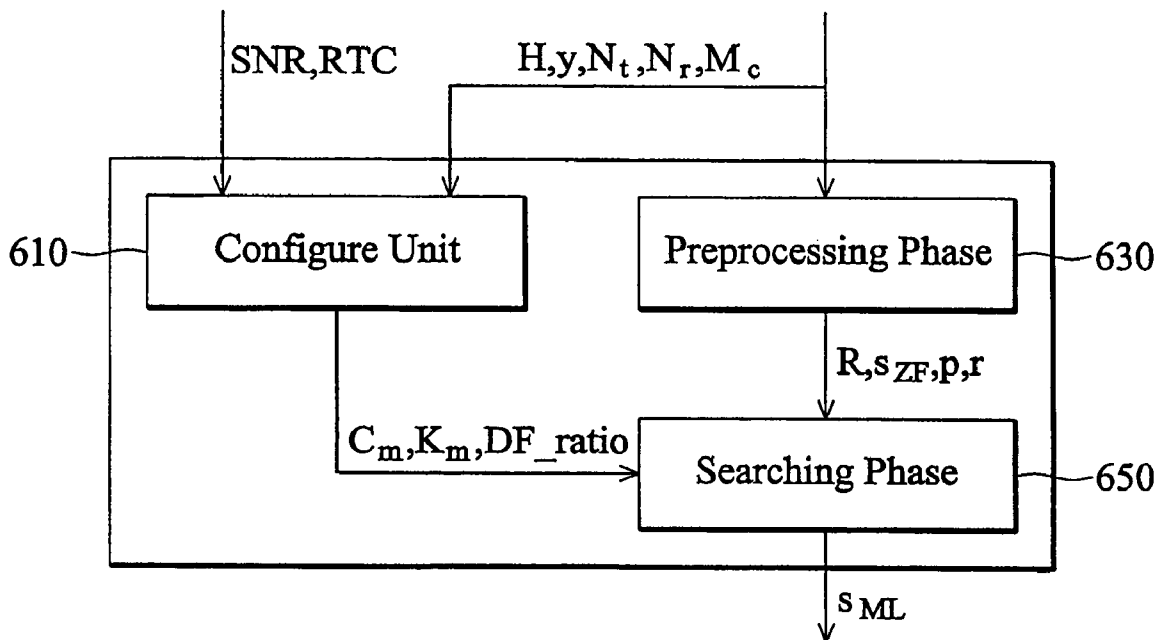 SNR,RTC
H,y,N_t,N_r,M_c
610
Configure Unit
Preprocessing Phase
630
R,s_ZF,p,r
C_m,K_m,DF_ratio
Searching Phase
650
s_ML